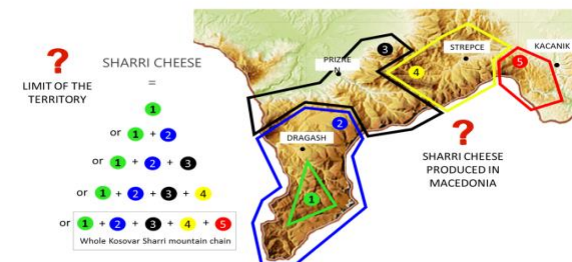 ?
LIMIT OF THE
TERRITORY
SHARRI CHEESE
=
1
or 1 + 2
or 1 + 2 + 3
or 1 + 2 + 3 + 4
or 1 + 2 + 3 + 4 + 5
Whole Kosovar Sharri mountain chain
PRIZRE
N
3
STREPCE
4
KACANIK
5
2
DRAGASH
1
?
SHARRI CHEESE
PRODUCED IN
MACEDONIA